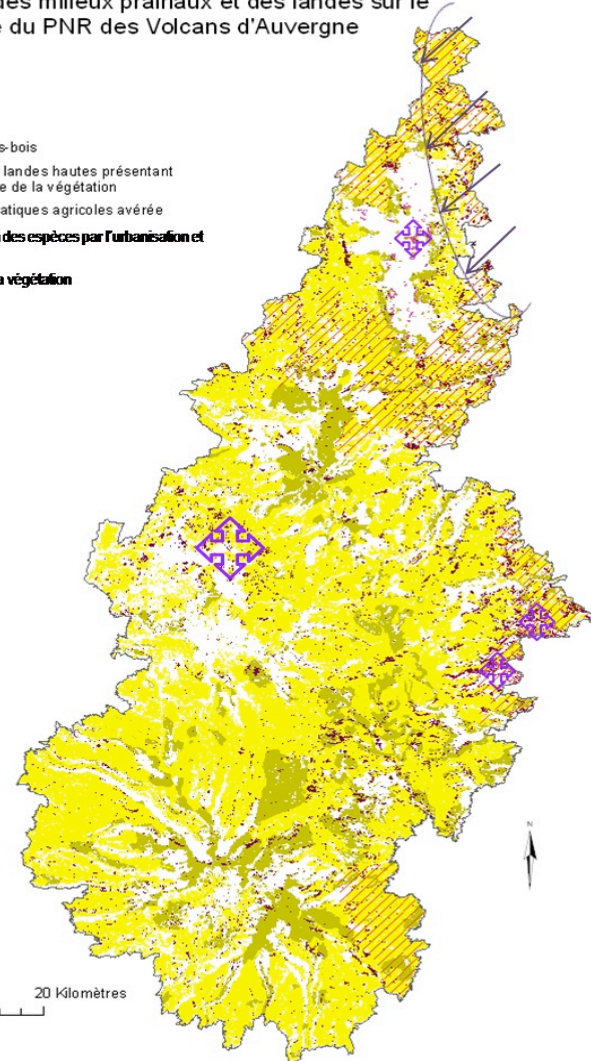 des milieux prairiaux et des landes sur le
du PNR des Volcans d'Auvergne
s-bois
landes hautes présentant
e de la végétation
atiques agricoles avérée
des espèces par l'urbanisation et
a végétation
N
20 Kilomètres